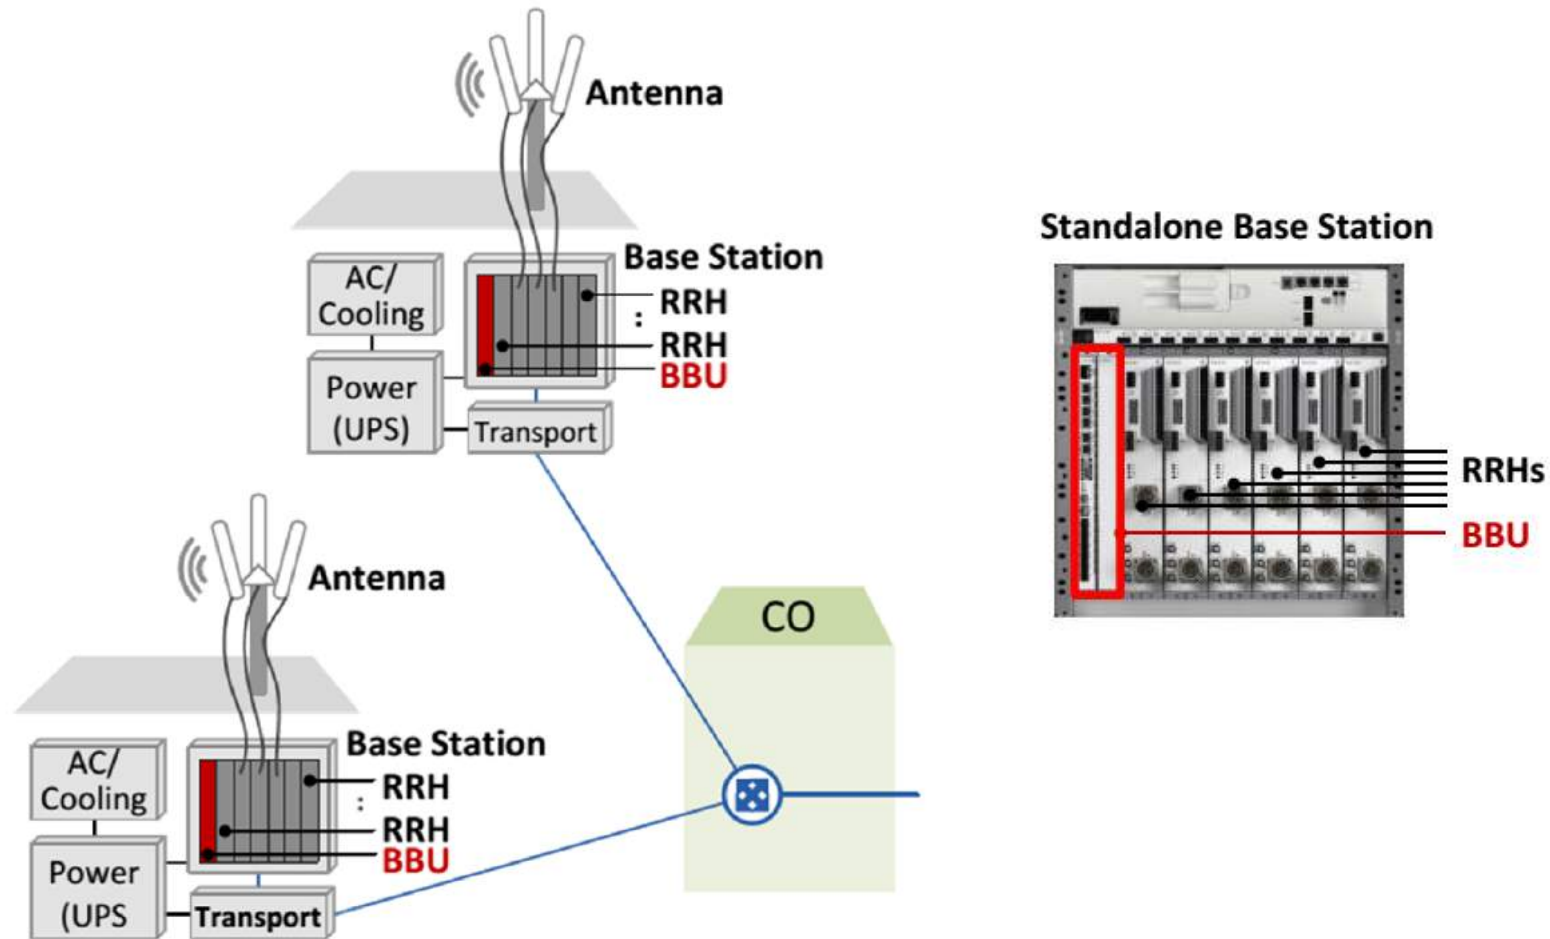 Antenna
AC/
Cooling
Power
(UPS)
Base Station
RRH
:
RRH
BBU
Transport
Standalone Base Station
RRHs
BBU
Antenna
AC/
Cooling
Power
(UPS
Base Station
RRH
:
RRH
BBU
Transport
CO